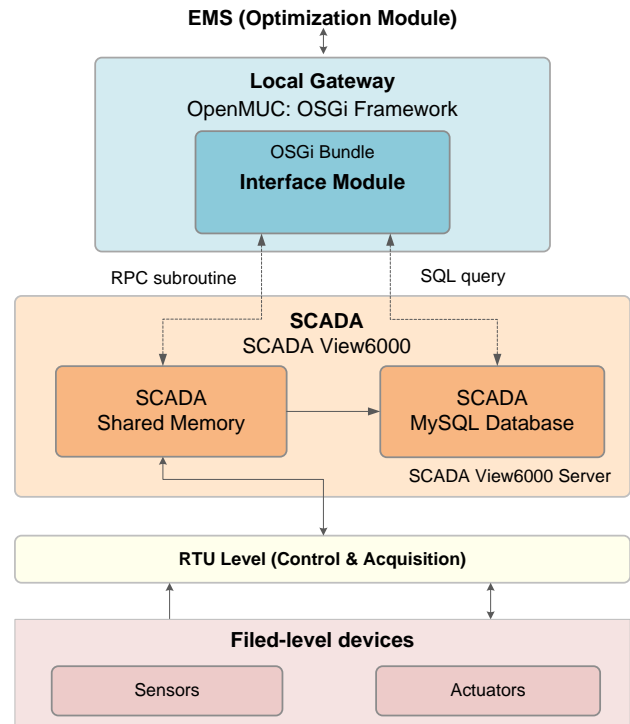 EMS (Optimization Module)
Local Gateway
OpenMUC: OSGi Framework
OSGi Bundle
Interface Module
RPC subroutine
SQL query
SCADA
SCADA View6000
SCADA
Shared Memory
SCADA
MySQL Database
SCADA View6000 Server
RTU Level (Control & Acquisition)
Filed-level devices
Sensors
Actuators